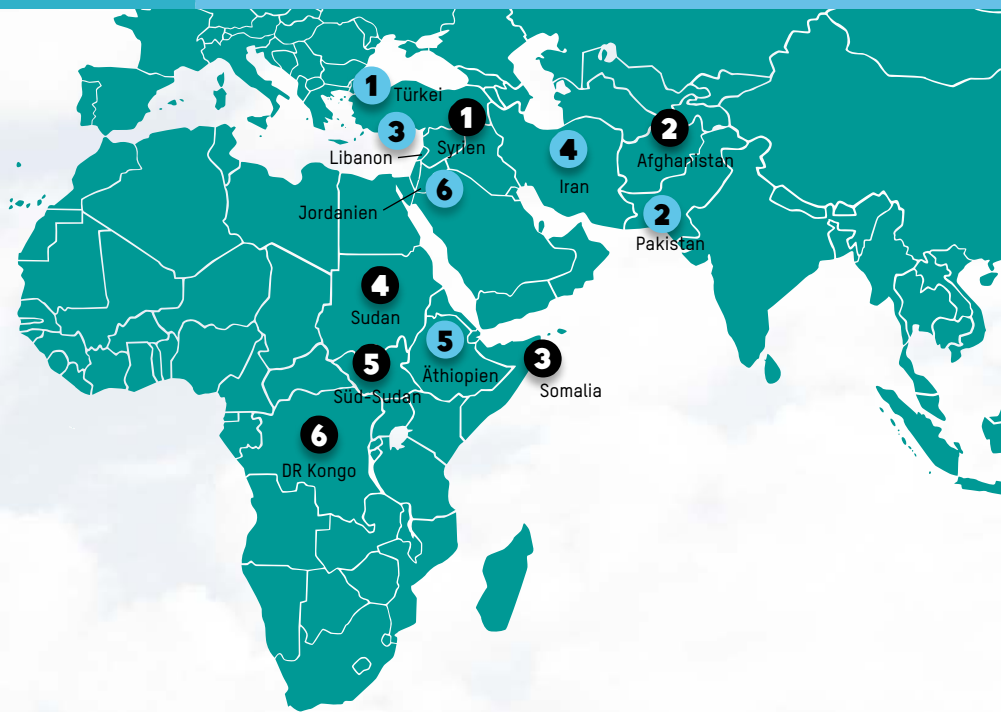 1
Türkei
1
Syrien
3
Libanon
2
Afghanistan
4
Iran
6
Jordanien
2
Pakistan
4
Sudan
5
Äthiopien
5
Süd-Sudan
3
Somalia
6
DR Kongo